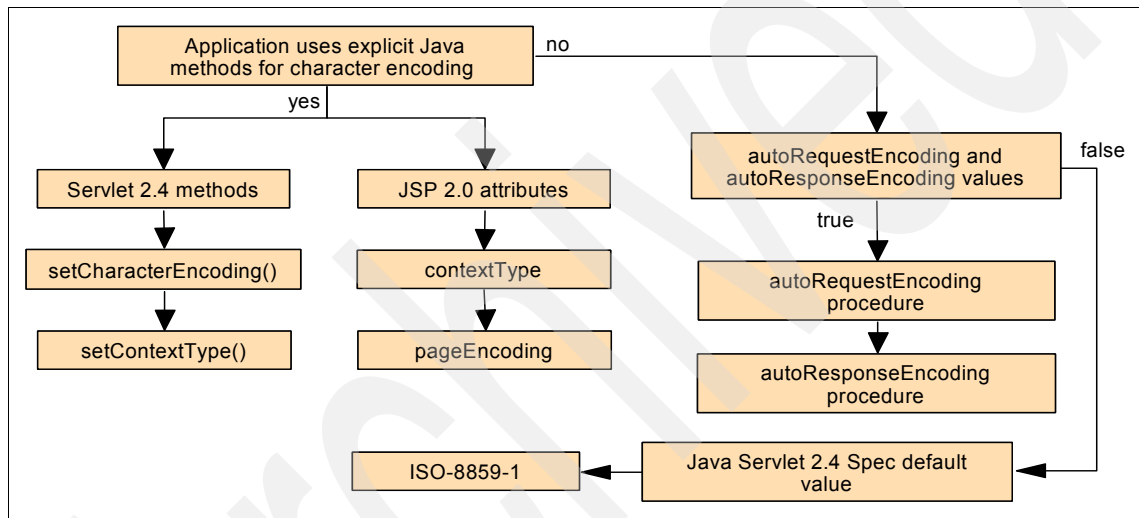 Application uses explicit Java
methods for character encoding
no
yes
Servlet 2.4 methods
JSP 2.0 attributes
autoRequestEncoding and
autoResponseEncoding values
false
true
setCharacterEncoding()
contextType
autoRequestEncoding
procedure
setContextType()
pageEncoding
autoResponseEncoding
procedure
ISO-8859-1
Java Servlet 2.4 Spec default
value